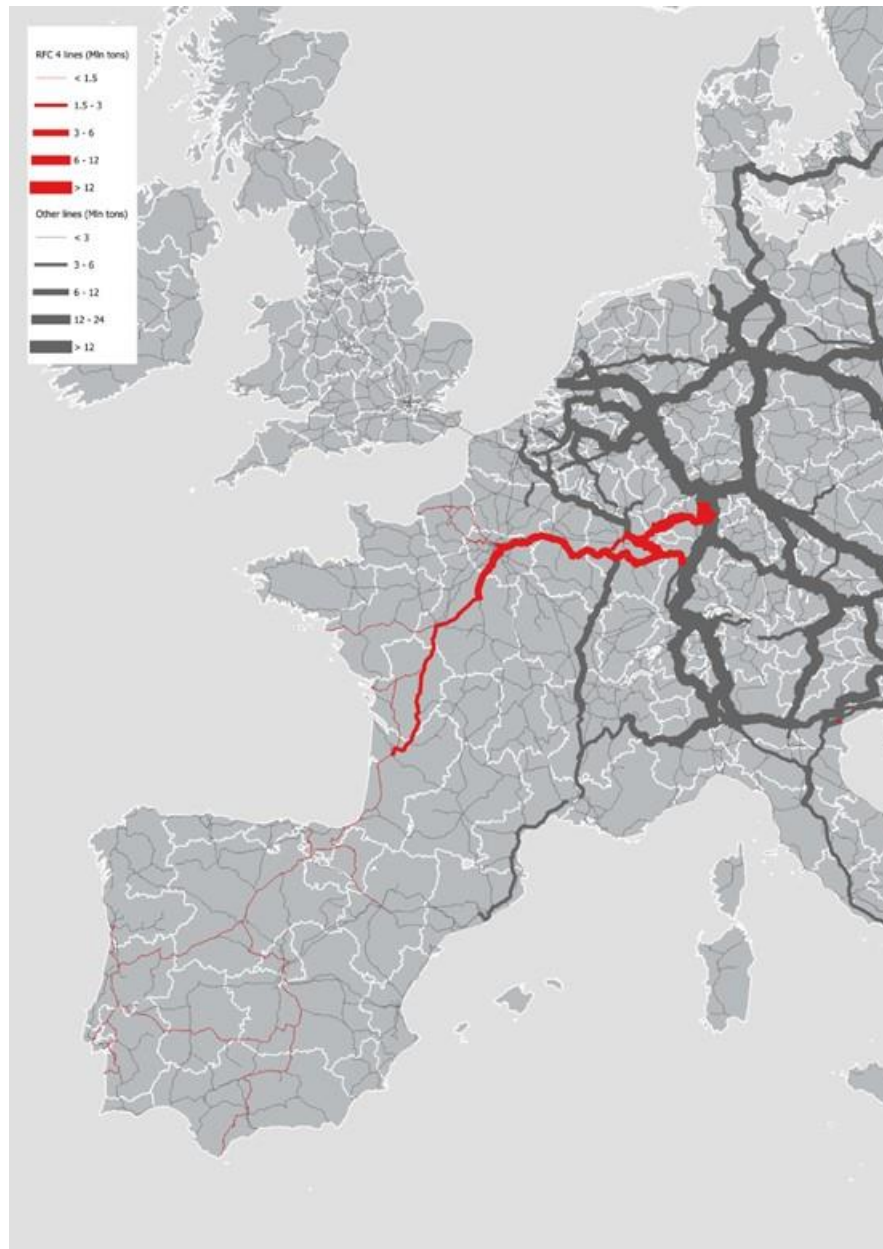 RFC 4 lines (Mln tons)
< 1.5
1.5 - 3
3 - 6
6 - 12
> 12
Other lines (Mln tons)
< 3
3 - 6
6 - 12
12 - 24
> 12